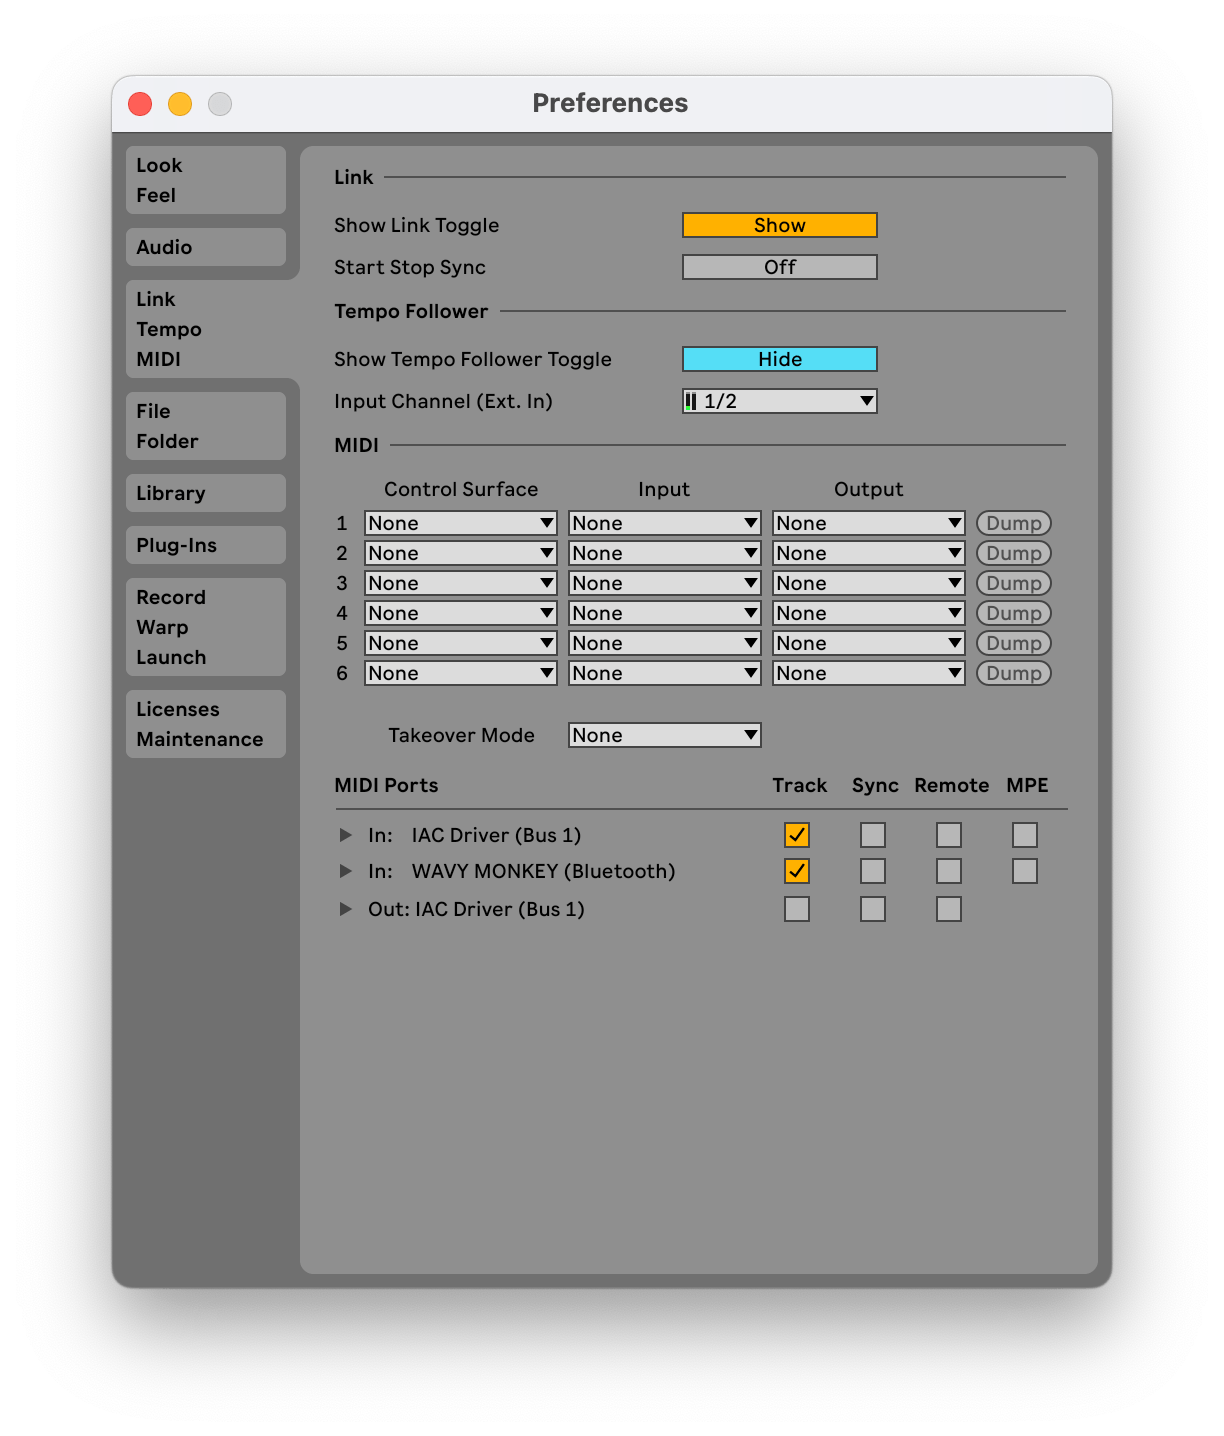 Preferences
Look
Feel
Audio
Link
Tempo
MIDI
File
Folder
Library
Plug-Ins
Record
Warp
Launch
Licenses
Maintenance
Link
Show Link Toggle Show
Start Stop Sync Off
Tempo Follower
Show Tempo Follower Toggle Hide
Input Channel (Ext. In) 1/2
MIDI
Control Surface Input Output
1 None None None Dump
2 None None None Dump
3 None None None Dump
4 None None None Dump
5 None None None Dump
6 None None None Dump
Takeover Mode None
MIDI Ports Track Sync Remote MPE
In: IAC Driver (Bus 1)
In: WAVY MONKEY (Bluetooth)
Out: IAC Driver (Bus 1)